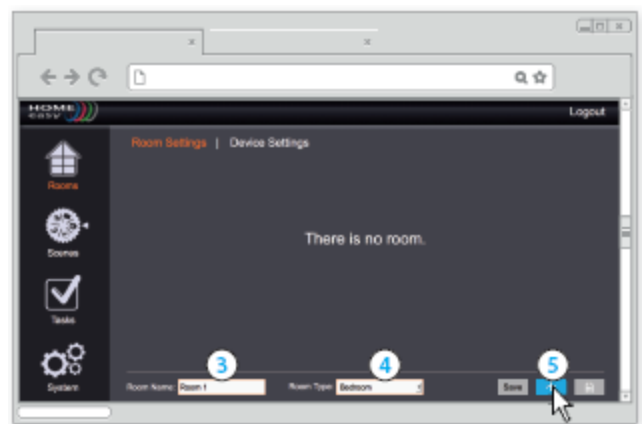 HOME
easy
Logout
Room Settings | Device Settings
Rooms
There is no room.
Scenes
Tasks
3 4 5
System
Room Name: Room 1 Room Type: Bedroom Save